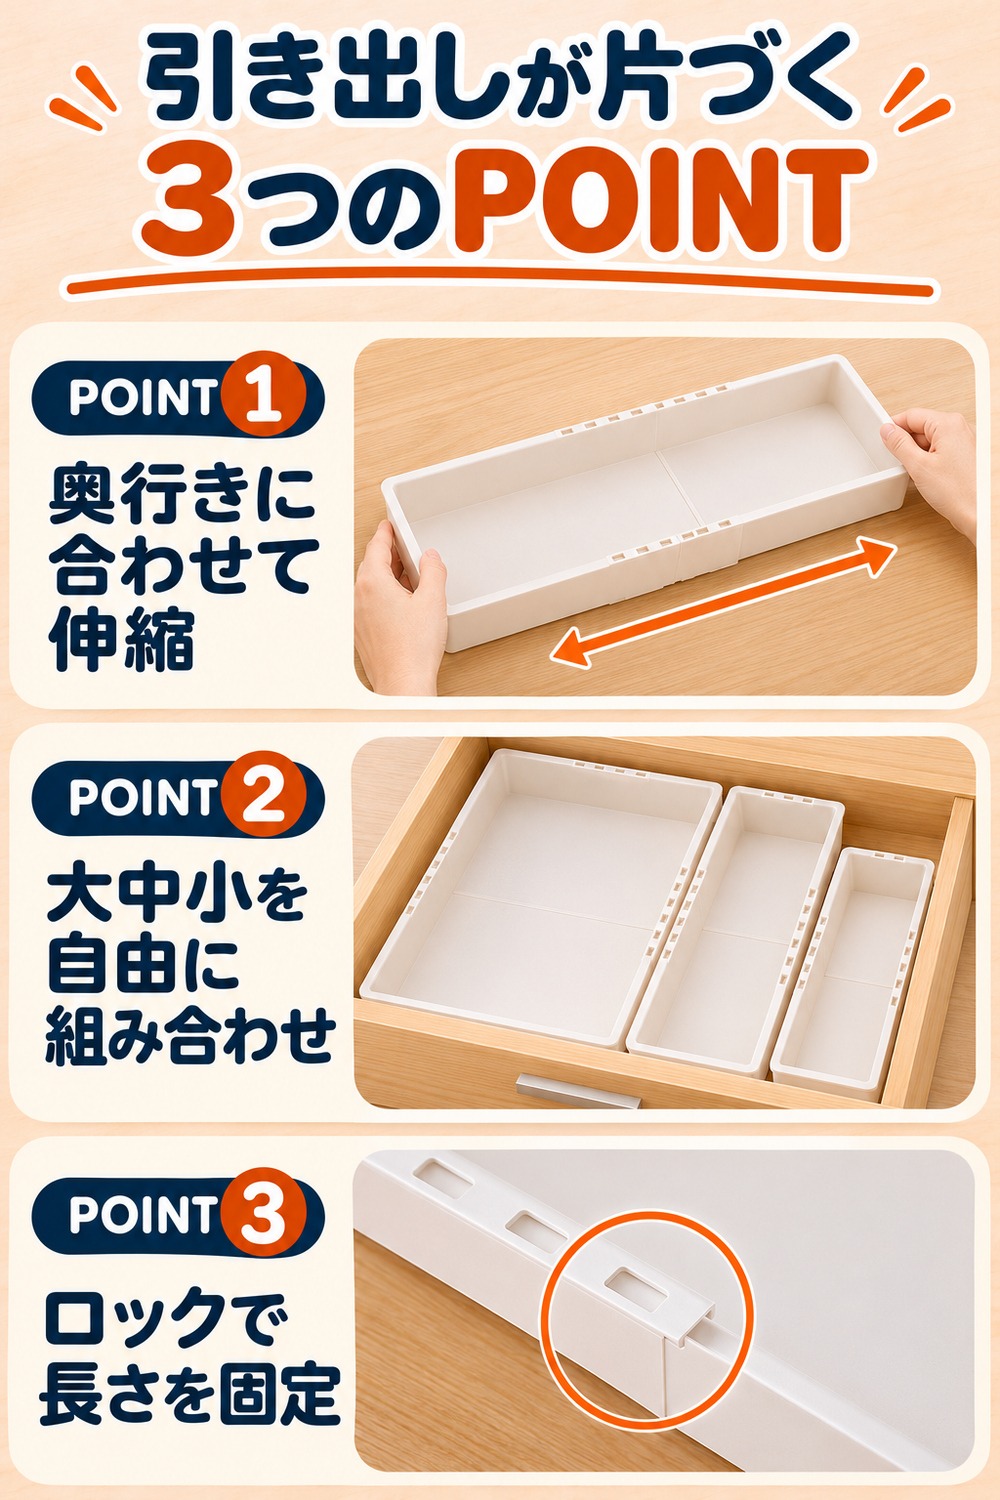 引き出しが片づく
3つのPOINT
POINT 1
奥行きに
合わせて
伸縮
POINT 2
大中小を
自由に
組み合わせ
POINT 3
ロックで
長さを固定